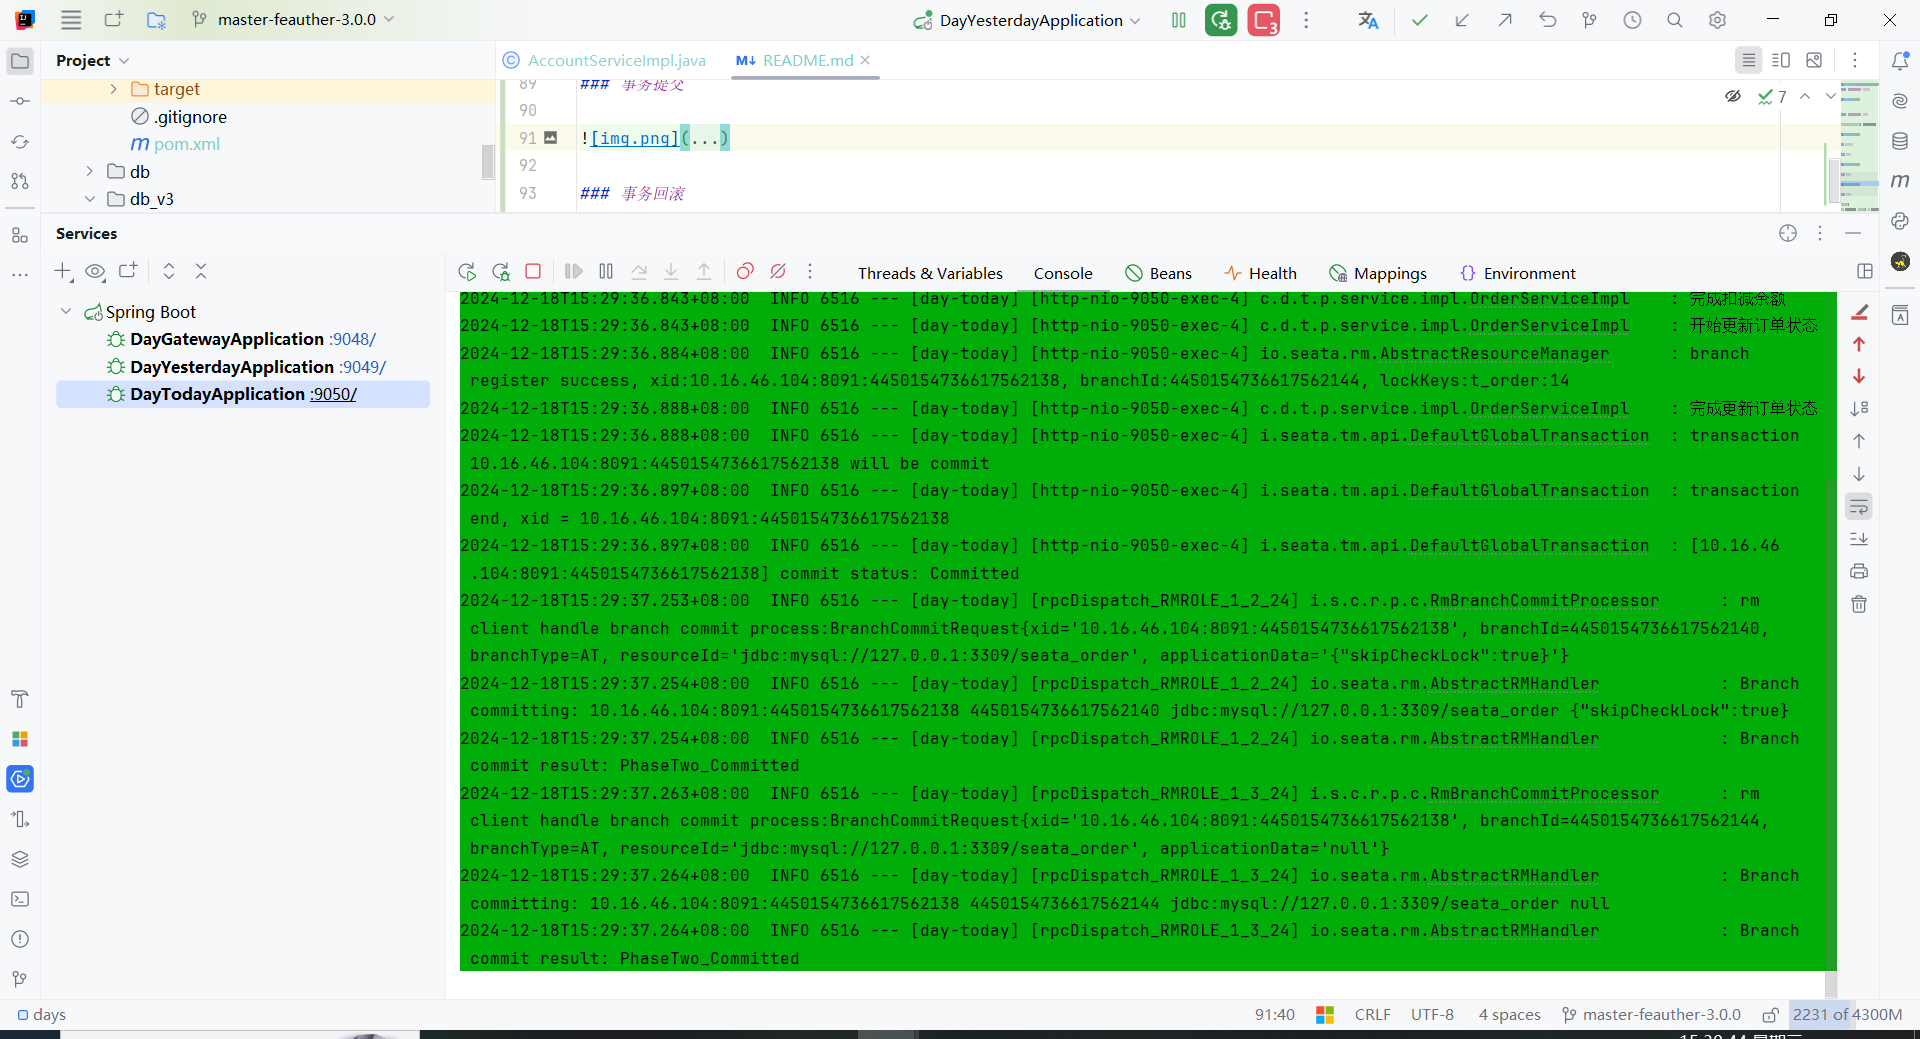 master-feauther-3.0.0
DayYesterdayApplication
3
Project
AccountServiceImpl.java
README.md
target
.gitignore
pom.xml
db
db_v3
89 ### 事务提交
90
91 ![img.png](...)
92
93 ### 事务回滚
7
Services
Threads & Variables
Console
Beans
Health
Mappings
Environment
Spring Boot
DayGatewayApplication :9048/
DayYesterdayApplication :9049/
DayTodayApplication :9050/
2024-12-18T15:29:36.843+08:00  INFO 6516 --- [day-today] [http-nio-9050-exec-4] c.d.t.p.service.impl.OrderServiceImpl    : 完成扣减余额
2024-12-18T15:29:36.843+08:00  INFO 6516 --- [day-today] [http-nio-9050-exec-4] c.d.t.p.service.impl.OrderServiceImpl    : 开始更新订单状态
2024-12-18T15:29:36.884+08:00  INFO 6516 --- [day-today] [http-nio-9050-exec-4] io.seata.rm.AbstractResourceManager      : branch
register success, xid:10.16.46.104:8091:4450154736617562138, branchId:4450154736617562144, lockKeys:t_order:14
2024-12-18T15:29:36.888+08:00  INFO 6516 --- [day-today] [http-nio-9050-exec-4] c.d.t.p.service.impl.OrderServiceImpl    : 完成更新订单状态
2024-12-18T15:29:36.888+08:00  INFO 6516 --- [day-today] [http-nio-9050-exec-4] i.seata.tm.api.DefaultGlobalTransaction  : transaction
10.16.46.104:8091:4450154736617562138 will be commit
2024-12-18T15:29:36.897+08:00  INFO 6516 --- [day-today] [http-nio-9050-exec-4] i.seata.tm.api.DefaultGlobalTransaction  : transaction
end, xid = 10.16.46.104:8091:4450154736617562138
2024-12-18T15:29:36.897+08:00  INFO 6516 --- [day-today] [http-nio-9050-exec-4] i.seata.tm.api.DefaultGlobalTransaction  : [10.16.46
.104:8091:4450154736617562138] commit status: Committed
2024-12-18T15:29:37.253+08:00  INFO 6516 --- [day-today] [rpcDispatch_RMROLE_1_2_24] i.s.c.r.p.c.RmBranchCommitProcessor      : rm
client handle branch commit process:BranchCommitRequest{xid='10.16.46.104:8091:4450154736617562138', branchId=4450154736617562140,
branchType=AT, resourceId='jdbc:mysql://127.0.0.1:3309/seata_order', applicationData='{"skipCheckLock":true}'}
2024-12-18T15:29:37.254+08:00  INFO 6516 --- [day-today] [rpcDispatch_RMROLE_1_2_24] io.seata.rm.AbstractRMHandler            : Branch
committing: 10.16.46.104:8091:4450154736617562138 4450154736617562140 jdbc:mysql://127.0.0.1:3309/seata_order {"skipCheckLock":true}
2024-12-18T15:29:37.254+08:00  INFO 6516 --- [day-today] [rpcDispatch_RMROLE_1_2_24] io.seata.rm.AbstractRMHandler            : Branch
commit result: PhaseTwo_Committed
2024-12-18T15:29:37.263+08:00  INFO 6516 --- [day-today] [rpcDispatch_RMROLE_1_3_24] i.s.c.r.p.c.RmBranchCommitProcessor      : rm
client handle branch commit process:BranchCommitRequest{xid='10.16.46.104:8091:4450154736617562138', branchId=4450154736617562144,
branchType=AT, resourceId='jdbc:mysql://127.0.0.1:3309/seata_order', applicationData='null'}
2024-12-18T15:29:37.264+08:00  INFO 6516 --- [day-today] [rpcDispatch_RMROLE_1_3_24] io.seata.rm.AbstractRMHandler            : Branch
committing: 10.16.46.104:8091:4450154736617562138 4450154736617562144 jdbc:mysql://127.0.0.1:3309/seata_order null
2024-12-18T15:29:37.264+08:00  INFO 6516 --- [day-today] [rpcDispatch_RMROLE_1_3_24] io.seata.rm.AbstractRMHandler            : Branch
commit result: PhaseTwo_Committed
days
91:40
CRLF
UTF-8
4 spaces
master-feauther-3.0.0
2231 of 4300M